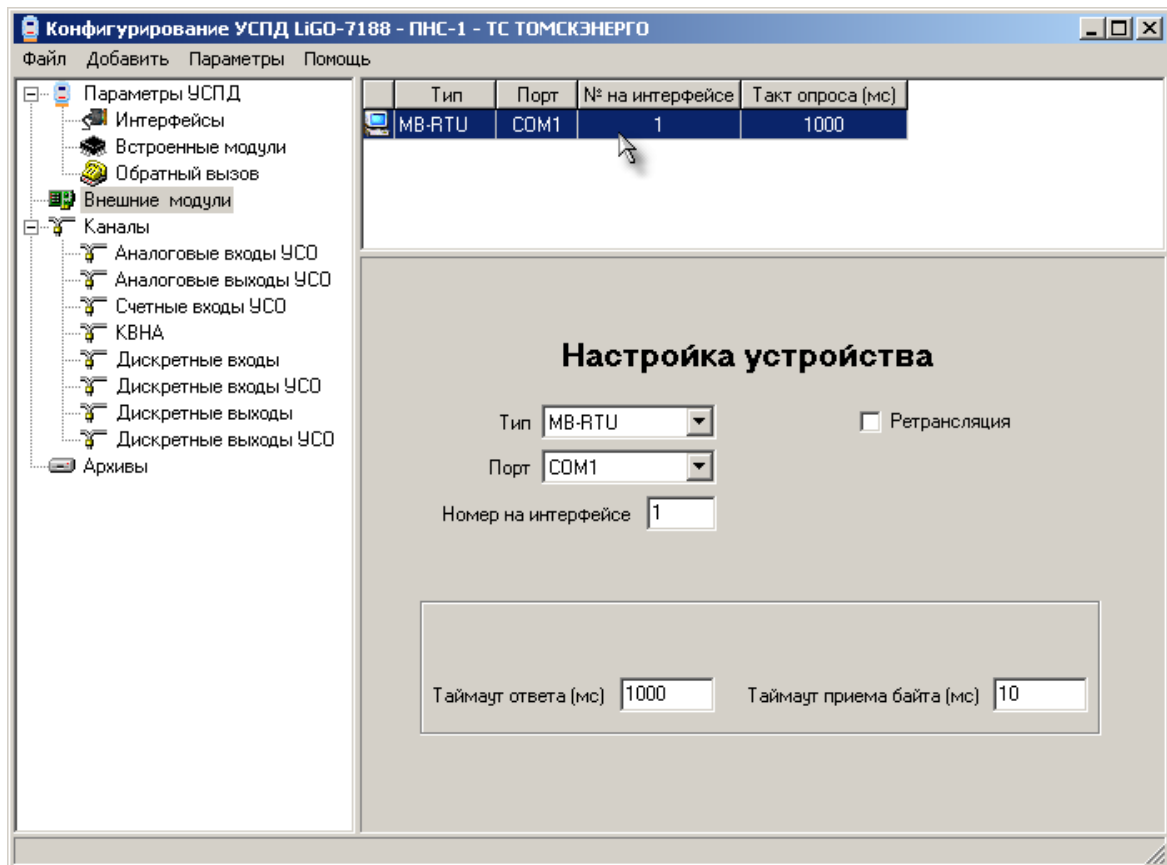 Конфигурирование УСПД LiGO-7188 - ПНС-1 - ТС ТОМСКЭНЕРГО
Файл Добавить Параметры Помощь
Параметры УСПД
Интерфейсы
Встроенные модули
Обратный вызов
Внешние модули
Каналы
Аналоговые входы УСО
Аналоговые выходы УСО
Счетные входы УСО
КВНА
Дискретные входы
Дискретные входы УСО
Дискретные выходы
Дискретные выходы УСО
Архивы
Тип Порт № на интерфейсе Такт опроса (мс)
MB-RTU COM1 1 1000
Настройка устройства
Тип MB-RTU
Ретрансляция
Порт COM1
Номер на интерфейсе 1
Таймаут ответа (мс) 1000 Таймаут приема байта (мс) 10